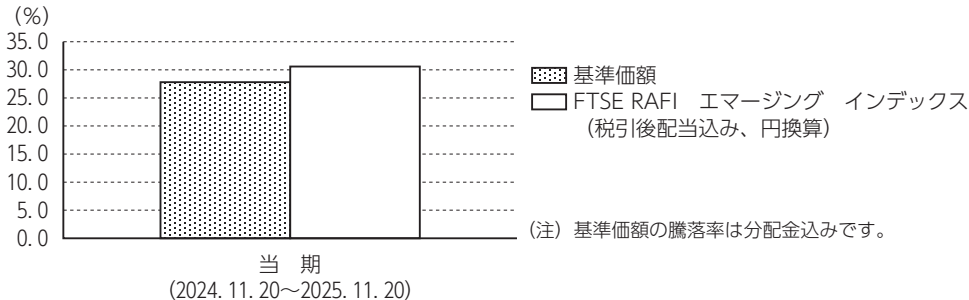 (%)
35.0
30.0
25.0
20.0
15.0
10.0
5.0
0.0
基準価額
FTSE RAFI　エマージング　インデックス
（税引後配当込み、円換算）
（注）基準価額の騰落率は分配金込みです。
当　期
(2024.11.20～2025.11.20)